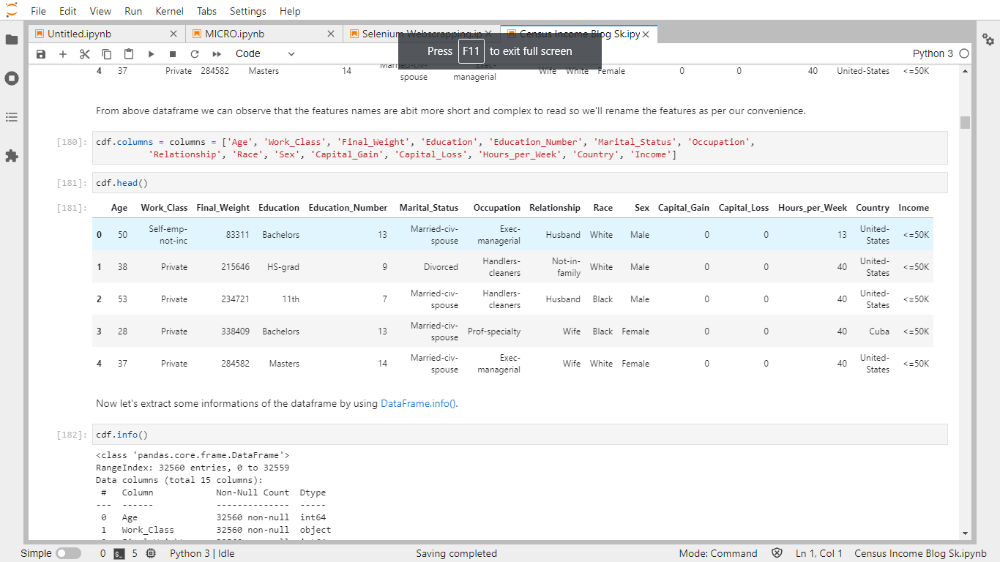 File Edit View Run Kernel Tabs Settings Help
Untitled.ipynb MICRO.ipynb Selenium Webscrapping.ip Census Income Blog Sk.ipy
Press F11 to exit full screen
Code Python 3
4 37 Private 284582 Masters 14 Married-civ-spouse Exec-managerial Wife White Female 0 0 40 United-States <=50K
From above dataframe we can observe that the features names are abit more short and complex to read so we'll rename the features as per our convenience.
[180]: cdf.columns = columns = ['Age', 'Work_Class', 'Final_Weight', 'Education', 'Education_Number', 'Marital_Status', 'Occupation',
'Relationship', 'Race', 'Sex', 'Capital_Gain', 'Capital_Loss', 'Hours_per_Week', 'Country', 'Income']
[181]: cdf.head()
[181]: Age Work_Class Final_Weight Education Education_Number Marital_Status Occupation Relationship Race Sex Capital_Gain Capital_Loss Hours_per_Week Country Income
0 50 Self-emp-not-inc 83311 Bachelors 13 Married-civ-spouse Exec-managerial Husband White Male 0 0 13 United-States <=50K
1 38 Private 215646 HS-grad 9 Divorced Handlers-cleaners Not-in-family White Male 0 0 40 United-States <=50K
2 53 Private 234721 11th 7 Married-civ-spouse Handlers-cleaners Husband Black Male 0 0 40 United-States <=50K
3 28 Private 338409 Bachelors 13 Married-civ-spouse Prof-specialty Wife Black Female 0 0 40 Cuba <=50K
4 37 Private 284582 Masters 14 Married-civ-spouse Exec-managerial Wife White Female 0 0 40 United-States <=50K
Now let's extract some informations of the dataframe by using DataFrame.info().
[182]: cdf.info()
<class 'pandas.core.frame.DataFrame'>
RangeIndex: 32560 entries, 0 to 32559
Data columns (total 15 columns):
# Column Non-Null Count Dtype
--- ------ -------------- -----
0 Age 32560 non-null int64
1 Work_Class 32560 non-null object
Simple 0 5 Python 3 | Idle Saving completed Mode: Command Ln 1, Col 1 Census Income Blog Sk.ipynb